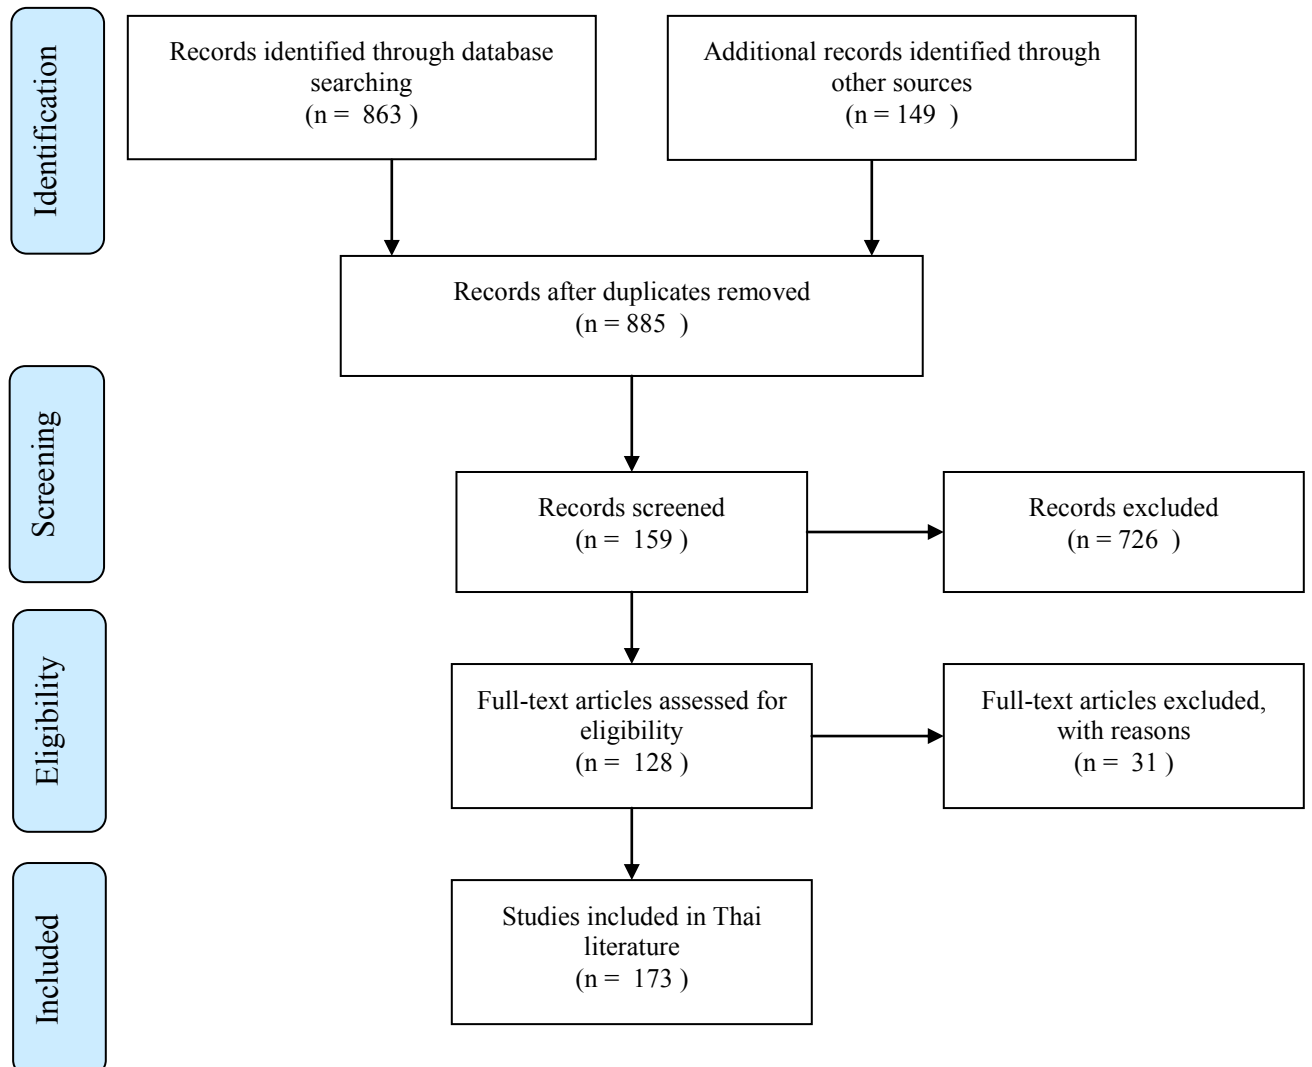 Identification
Records identified through database
searching
(n =  863 )
Additional records identified through
other sources
(n = 149  )
Records after duplicates removed
(n = 885  )
Screening
Records screened
(n =  159 )
Records excluded
(n = 726  )
Eligibility
Full-text articles assessed for
eligibility
(n =  128 )
Full-text articles excluded,
with reasons
(n =  31 )
Included
Studies included in Thai
literature
(n =  173 )